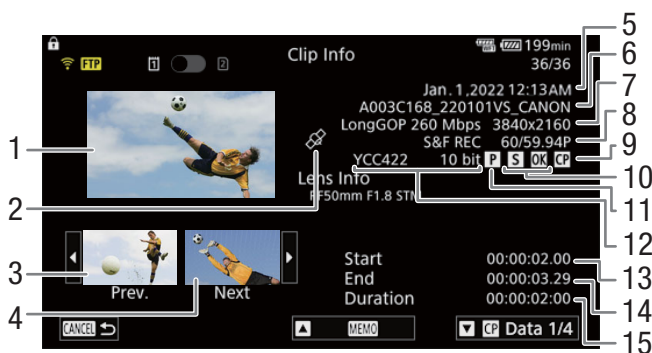 5
6
7
8
9
10
11
12
13
14
15
1
2
3
4
FTP
1
2
Clip Info
199min
36/36
Jan. 1,2022 12:13AM
A003C168_220101VS_CANON
LongGOP 260 Mbps 3840x2160
S&F REC 60/59.94P
YCC422 10 bit P S OK CP
Lens Info
RF50mm F1.8 STM
Prev. Next
Start 00:00:02.00
End 00:00:03.29
Duration 00:00:02:00
CANCEL
MEMO
CP Data 1/4